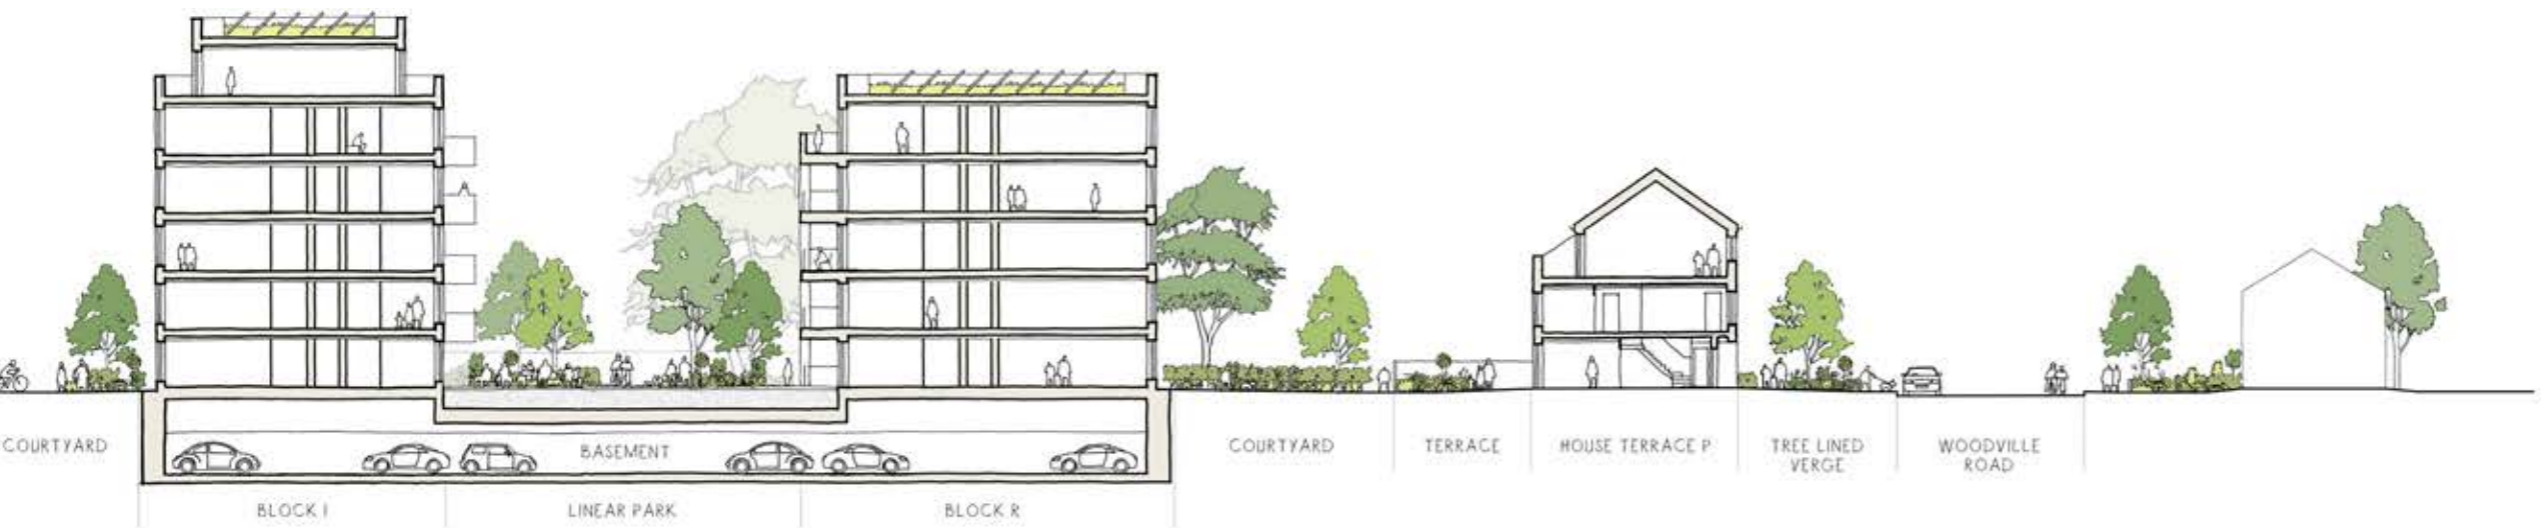 COURTYARD
BASEMENT
COURTYARD
TERRACE
HOUSE TERRACE P
TREE LINED
VERGE
WOODVILLE
ROAD
BLOCK I
LINEAR PARK
BLOCK R